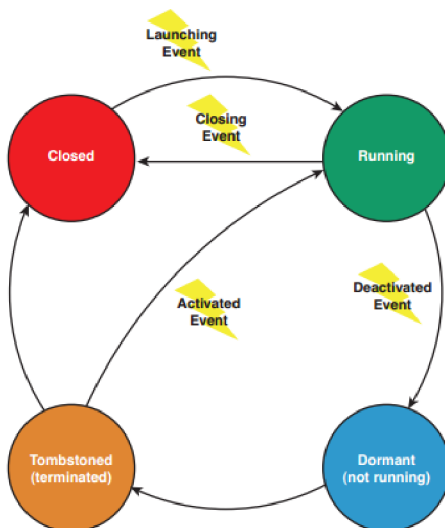 Launching
Event
Closing
Event
Closed
Running
Activated
Event
Deactivated
Event
Tombstoned
(terminated)
Dormant
(not running)